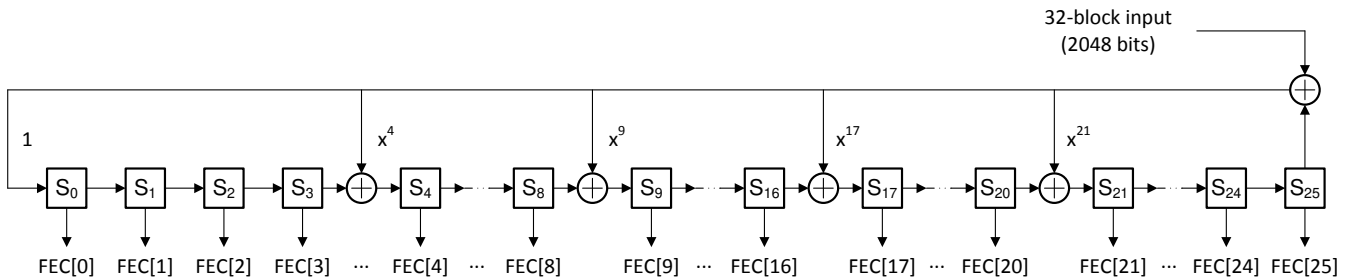 32-block input
(2048 bits)
1 x⁴ x⁹ x¹⁷ x²¹
S₀ S₁ S₂ S₃ S₄ ··· S₈ S₉ ··· S₁₆ S₁₇ ··· S₂₀ S₂₁ ··· S₂₄ S₂₅
FEC[0] FEC[1] FEC[2] FEC[3] ··· FEC[4] ··· FEC[8] FEC[9] ··· FEC[16] FEC[17] ··· FEC[20] FEC[21] ··· FEC[24] FEC[25]